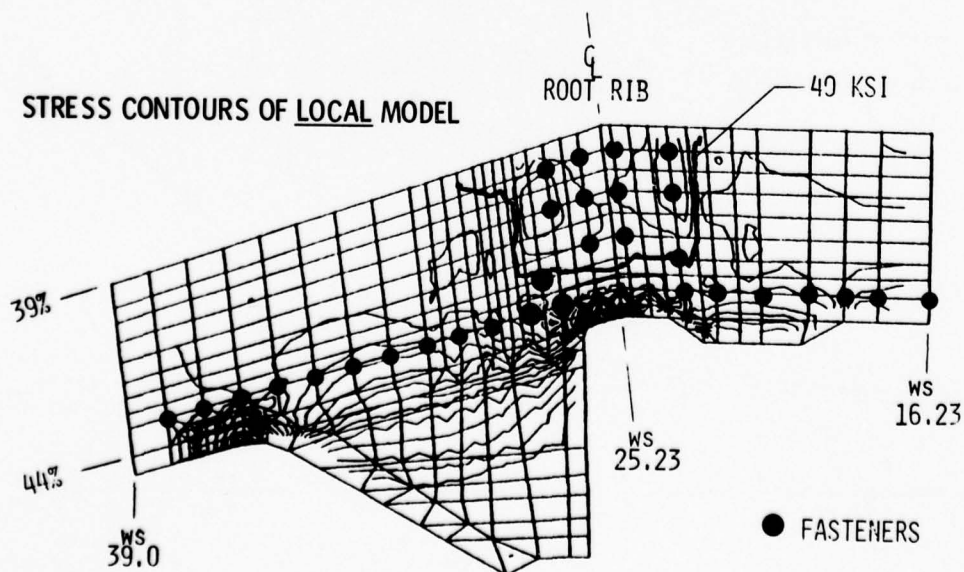 ℄
ROOT RIB
40 KSI
STRESS CONTOURS OF LOCAL MODEL
39%
44%
WS
39.0
WS
25.23
WS
16.23
FASTENERS